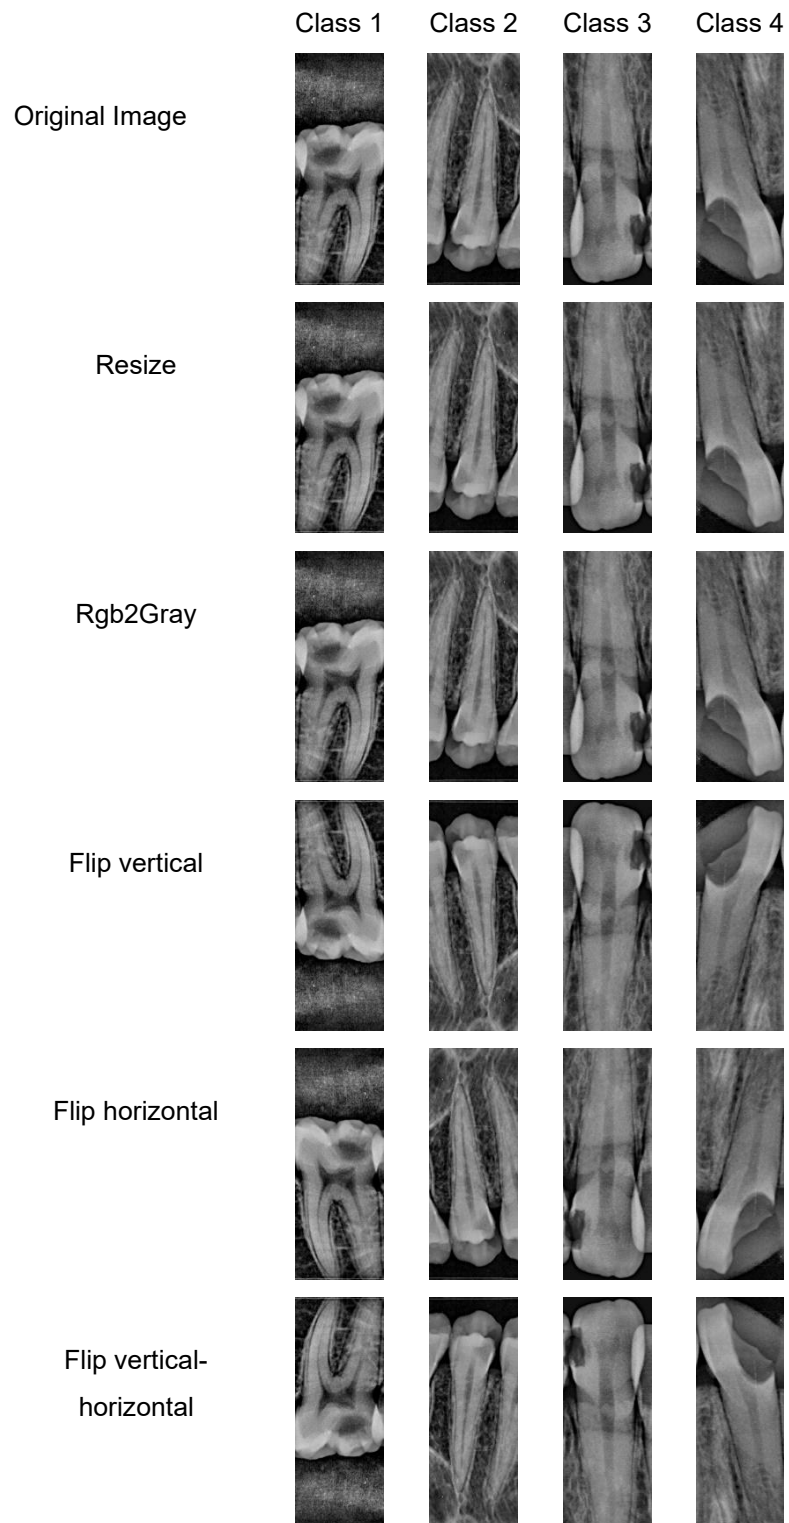 Class 1 Class 2 Class 3 Class 4
Original Image
Resize
Rgb2Gray
Flip vertical
Flip horizontal
Flip vertical-
horizontal